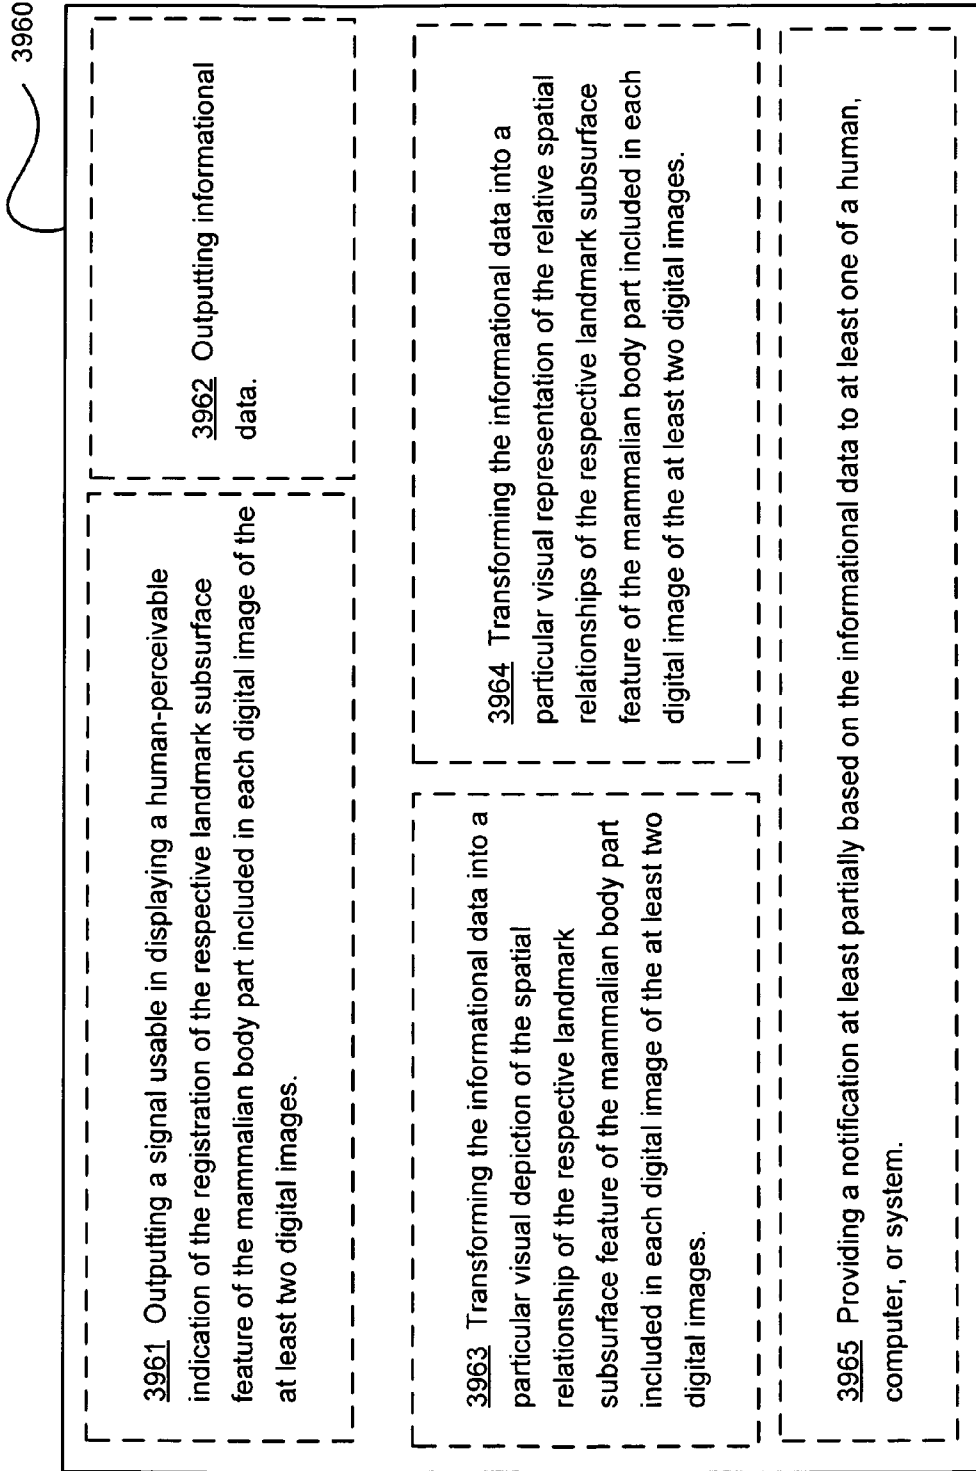 3960
3961 Outputting a signal usable in displaying a human-perceivable
indication of the registration of the respective landmark subsurface
feature of the mammalian body part included in each digital image of the
at least two digital images.
3962 Outputting informational
data.
3963 Transforming the informational data into a
particular visual depiction of the spatial
relationship of the respective landmark
subsurface feature of the mammalian body part
included in each digital image of the at least two
digital images.
3964 Transforming the informational data into a
particular visual representation of the relative spatial
relationships of the respective landmark subsurface
feature of the mammalian body part included in each
digital image of the at least two digital images.
3965 Providing a notification at least partially based on the informational data to at least one of a human,
computer, or system.